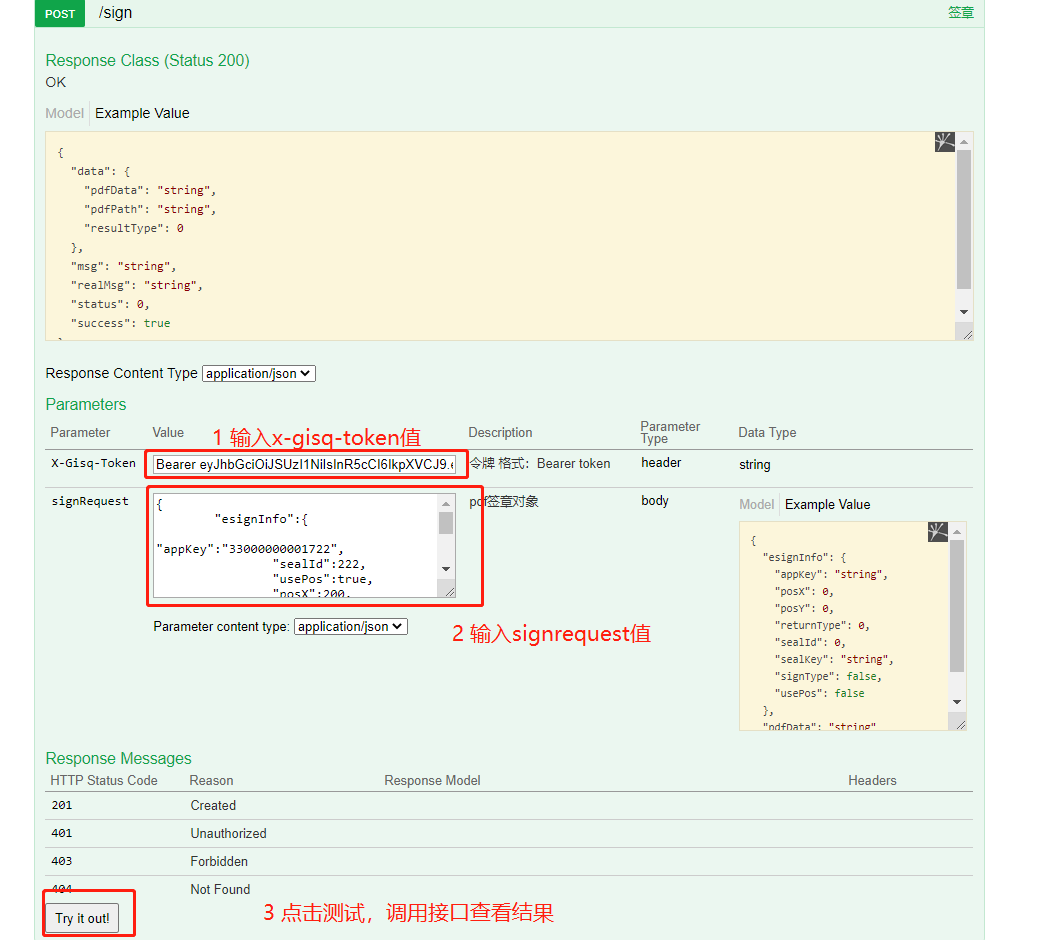 POST /sign 签章
Response Class (Status 200)
OK
Model Example Value
{
"data": {
"pdfData": "string",
"pdfPath": "string",
"resultType": 0
},
"msg": "string",
"realMsg": "string",
"status": 0,
"success": true
Response Content Type application/json
Parameters
Parameter Value Description Parameter Type Data Type
1 输入x-gisq-token值
X-Gisq-Token Bearer eyJhbGciOiJSUzI1NiIsInR5cCI6IkpXVCJ9.e 令牌 格式：Bearer token header string
signRequest pdf签章对象 body Model Example Value
{
"esignInfo":{
"appKey":"33000000001722",
"sealId":222,
"usePos":true,
"posX":200,
Parameter content type: application/json
2 输入signrequest值
{
"esignInfo": {
"appKey": "string",
"posX": 0,
"posY": 0,
"returnType": 0,
"sealId": 0,
"sealKey": "string",
"signType": false,
"usePos": false
},
"pdfData": "string"
Response Messages
HTTP Status Code Reason Response Model Headers
201 Created
401 Unauthorized
403 Forbidden
404 Not Found
Try it out!
3 点击测试，调用接口查看结果